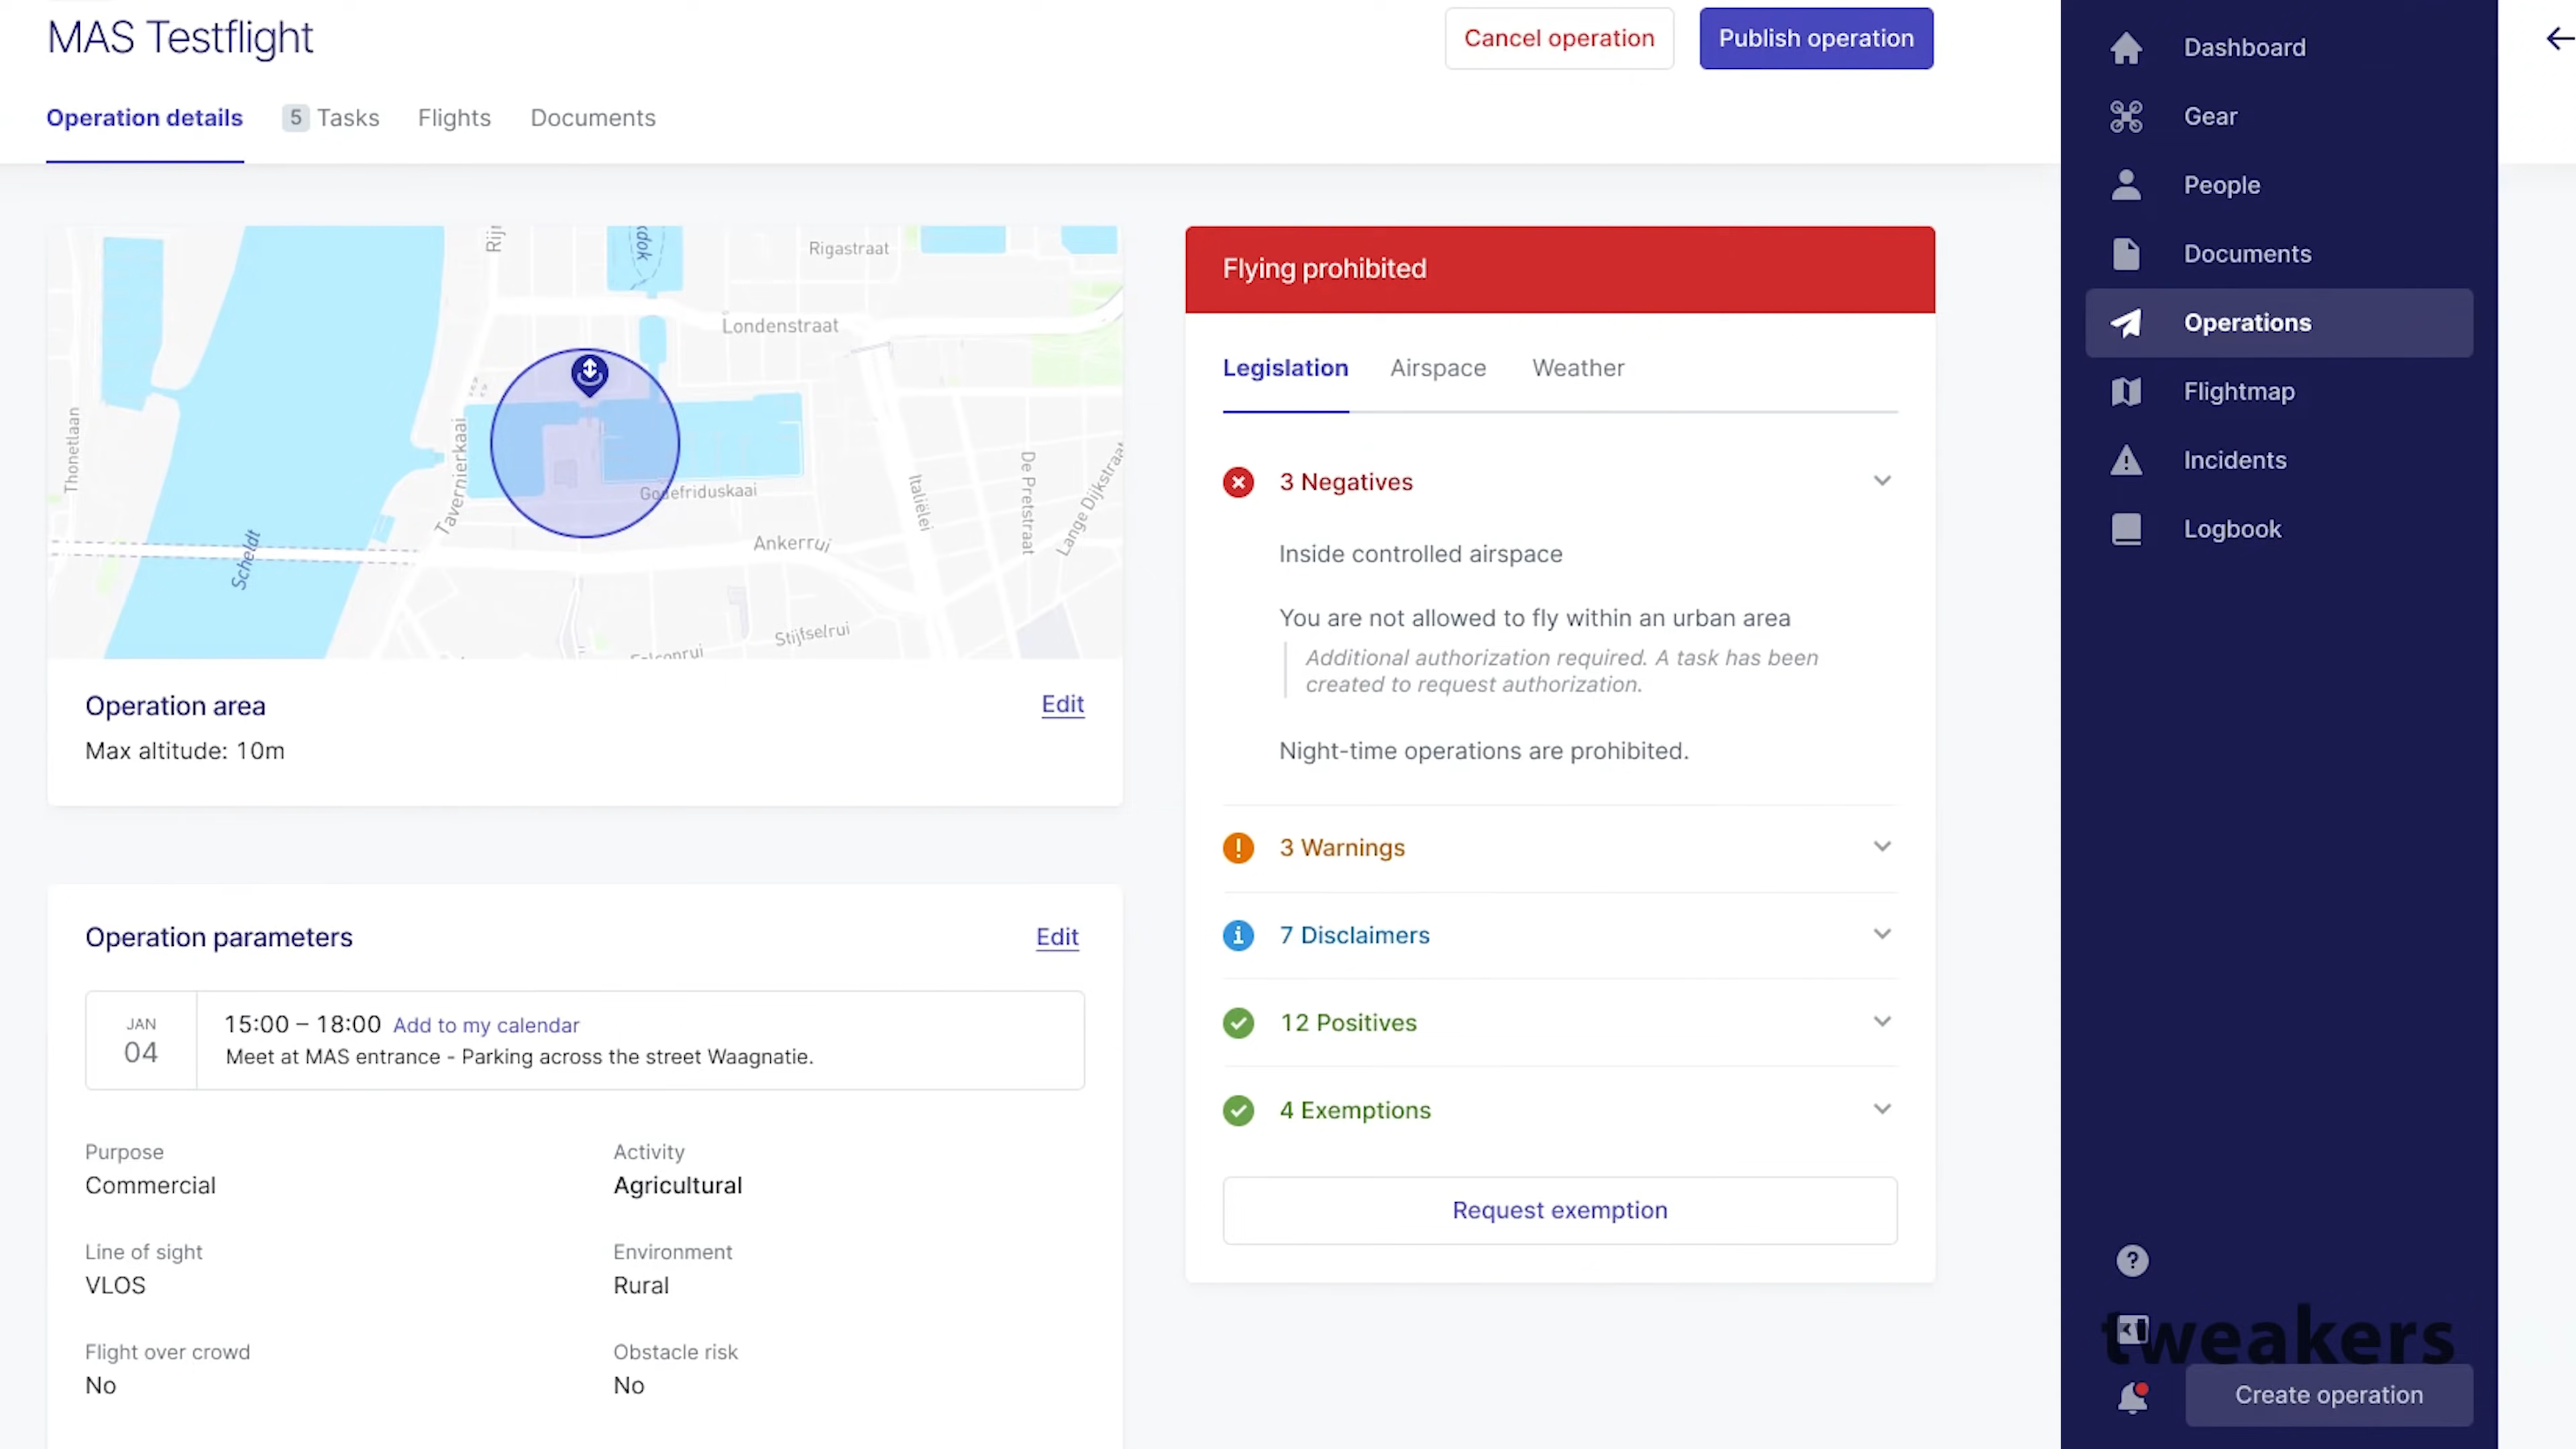 MAS Testflight
Cancel operation
Publish operation
Operation details
5 Tasks
Flights
Documents
Rigastraat
Londenstraat
Thonetlaan
Tavernierkaai
Godefriduskaai
Italiëlei
De Pretstraat
Lange Dijkstraat
Scheldt
Ankerrui
Stijfselrui
Operation area
Edit
Max altitude: 10m
Operation parameters
Edit
JAN
04
15:00 – 18:00 Add to my calendar
Meet at MAS entrance - Parking across the street Waagnatie.
Purpose
Commercial
Activity
Agricultural
Line of sight
VLOS
Environment
Rural
Flight over crowd
No
Obstacle risk
No
Flying prohibited
Legislation
Airspace
Weather
3 Negatives
Inside controlled airspace
You are not allowed to fly within an urban area
Additional authorization required. A task has been
created to request authorization.
Night-time operations are prohibited.
3 Warnings
7 Disclaimers
12 Positives
4 Exemptions
Request exemption
Dashboard
Gear
People
Documents
Operations
Flightmap
Incidents
Logbook
tweakers
Create operation